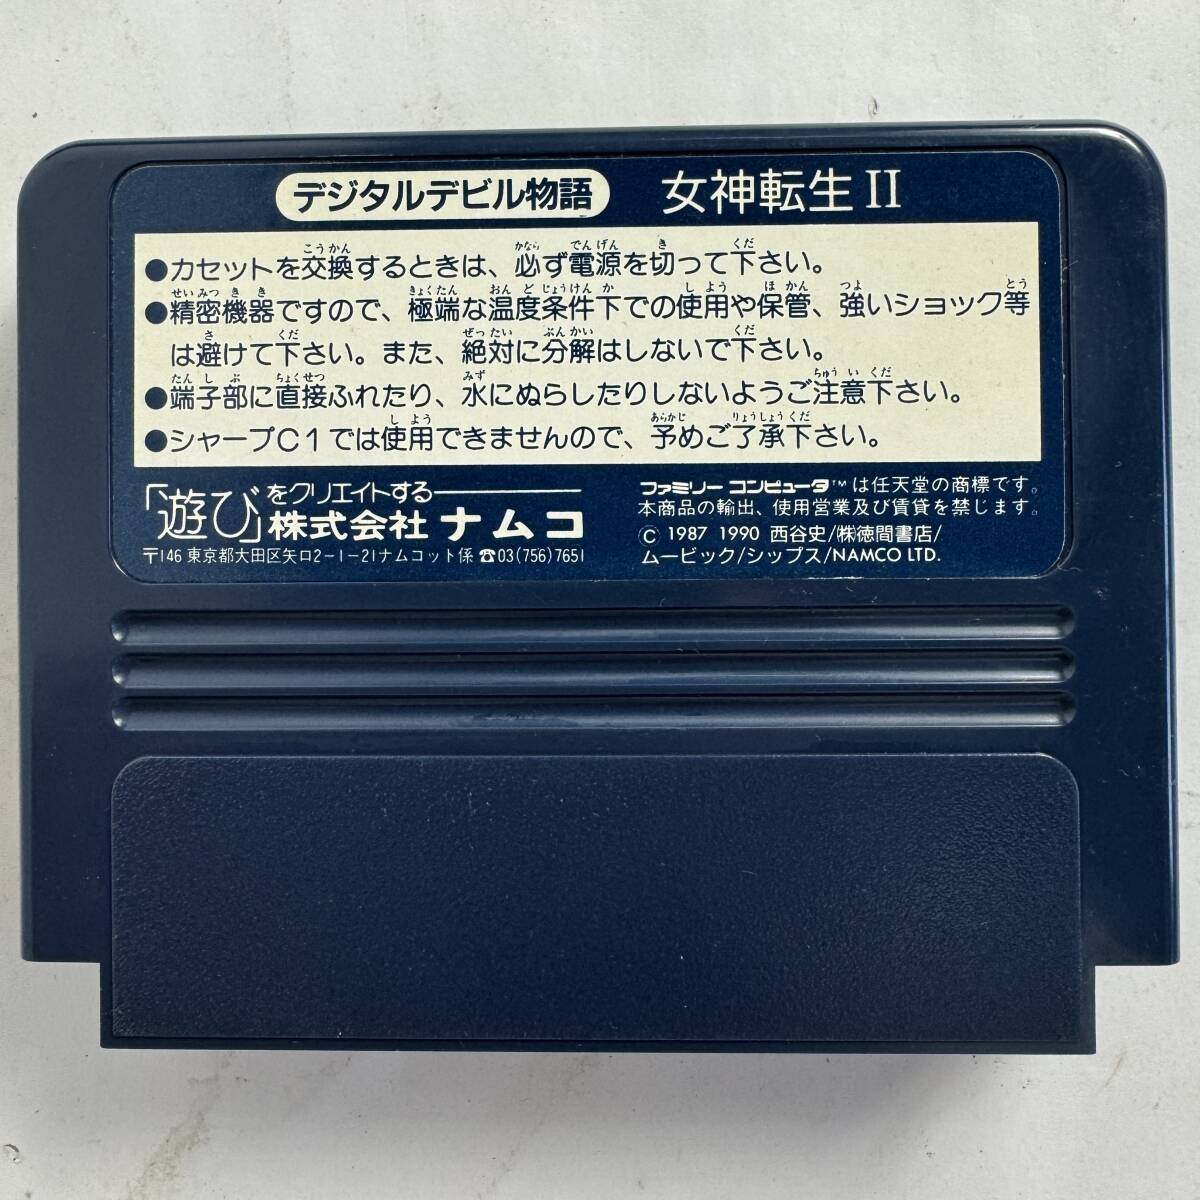 デジタルデビル物語 女神転生II
●カセットを交換するときは、必ず電源を切って下さい。
●精密機器ですので、極端な温度条件下での使用や保管、強いショック等
は避けて下さい。また、絶対に分解はしないで下さい。
●端子部に直接ふれたり、水にぬらしたりしないようご注意下さい。
●シャープC1では使用できませんので、予めご了承下さい。
「遊び」をクリエイトする
株式会社 ナムコ
〒146 東京都大田区矢口2-1-21ナムコット係 ☎03(756)7651
ファミリー コンピュータ™は任天堂の商標です。
本商品の輸出、使用営業及び賃貸を禁じます。
© 1987 1990 西谷史/㈱徳間書店/
ムービック/シップス/NAMCO LTD.